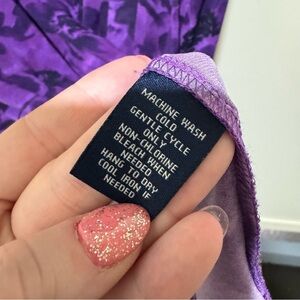 MACHINE WASH
COLD
GENTLE CYCLE
ONLY
NON-CHLORINE
BLEACH WHEN
NEEDED
HANG TO DRY
COOL IRON IF
NEEDED